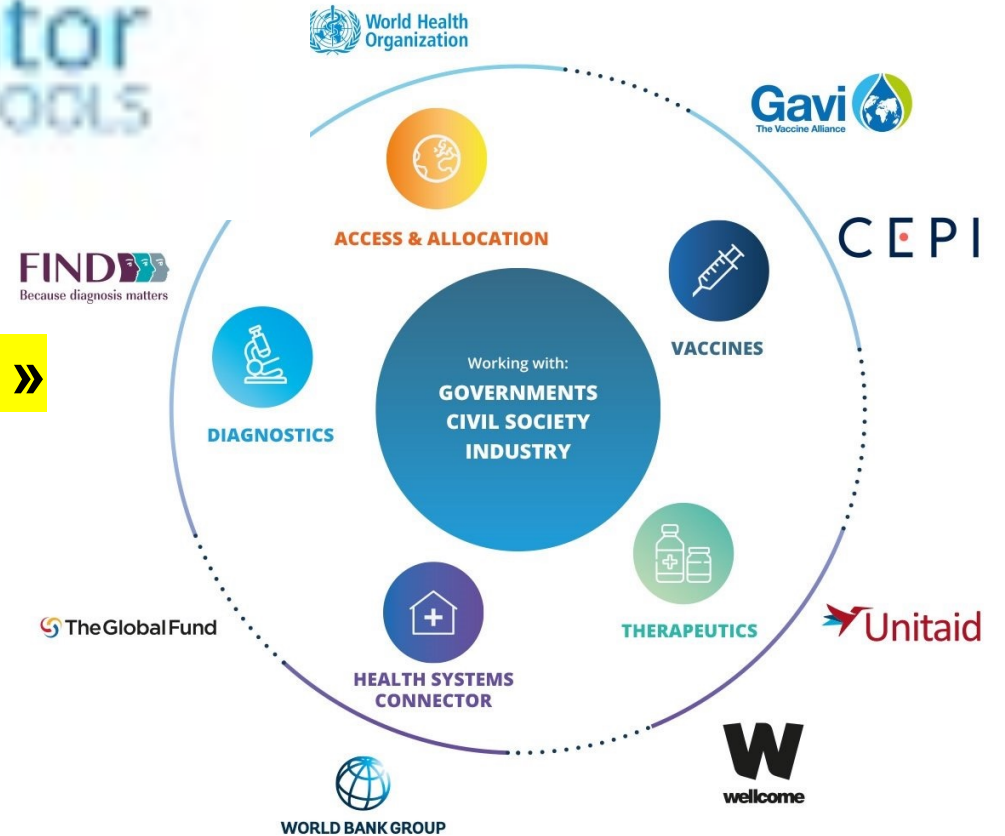 tor
OOLS
World Health
Organization
Gavi
The Vaccine Alliance
CEPI
FIND
Because diagnosis matters
»
ACCESS & ALLOCATION
VACCINES
DIAGNOSTICS
Working with:
GOVERNMENTS
CIVIL SOCIETY
INDUSTRY
THERAPEUTICS
HEALTH SYSTEMS
CONNECTOR
The Global Fund
Unitaid
W
wellcome
WORLD BANK GROUP